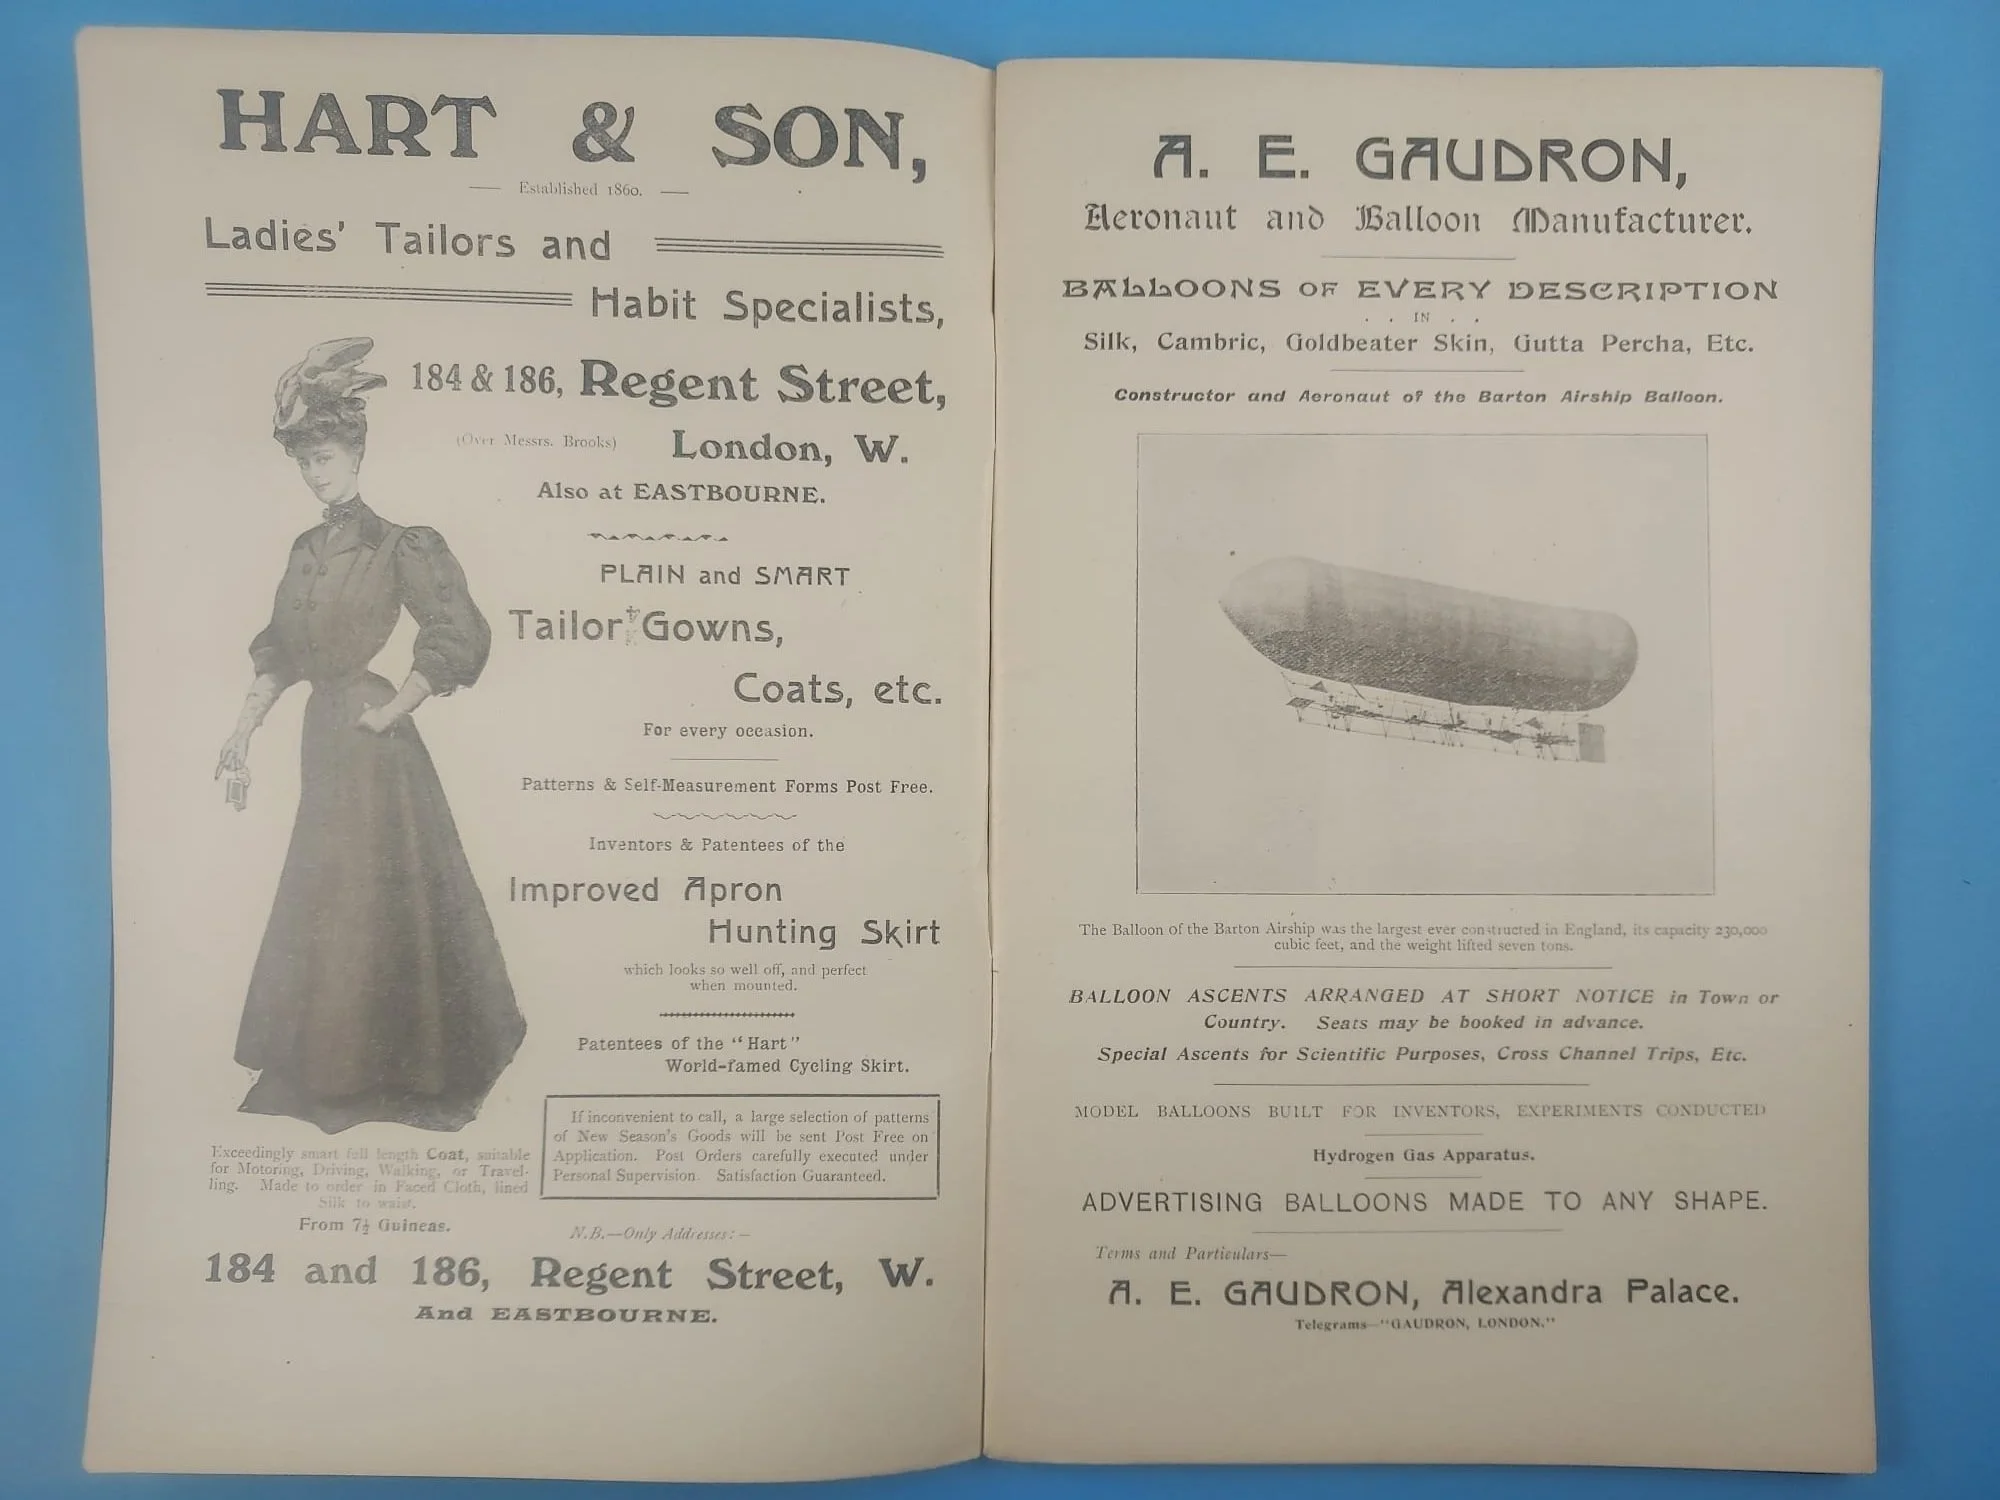 HART & SON,
Established 1860.
Ladies' Tailors and
Habit Specialists,
184 & 186, Regent Street,
(Over Messrs. Brooks) London, W.
Also at EASTBOURNE.
PLAIN and SMART
Tailor Gowns,
Coats, etc.
For every occasion.
Patterns & Self-Measurement Forms Post Free.
Inventors & Patentees of the
Improved Apron
Hunting Skirt
which looks so well off, and perfect
when mounted.
Patentees of the "Hart"
World-famed Cycling Skirt.
If inconvenient to call, a large selection of patterns
of New Season's Goods will be sent Post Free on
Application. Post Orders carefully executed under
Personal Supervision. Satisfaction Guaranteed.
Exceedingly smart full length Coat, suitable
for Motoring, Driving, Walking, or Travel-
ling. Made to order in Faced Cloth, lined
Silk to waist.
From 7½ Guineas.
N.B.—Only Addresses:—
184 and 186, Regent Street, W.
And EASTBOURNE.
A. E. GAUDRON,
Aeronaut and Balloon Manufacturer.
BALLOONS OF EVERY DESCRIPTION
. . IN . .
Silk, Cambric, Goldbeater Skin, Gutta Percha, Etc.
Constructor and Aeronaut of the Barton Airship Balloon.
The Balloon of the Barton Airship was the largest ever constructed in England, its capacity 230,000
cubic feet, and the weight lifted seven tons.
BALLOON ASCENTS ARRANGED AT SHORT NOTICE in Town or
Country. Seats may be booked in advance.
Special Ascents for Scientific Purposes, Cross Channel Trips, Etc.
MODEL BALLOONS BUILT FOR INVENTORS, EXPERIMENTS CONDUCTED
Hydrogen Gas Apparatus.
ADVERTISING BALLOONS MADE TO ANY SHAPE.
Terms and Particulars—
A. E. GAUDRON, Alexandra Palace.
Telegrams—"GAUDRON, LONDON."